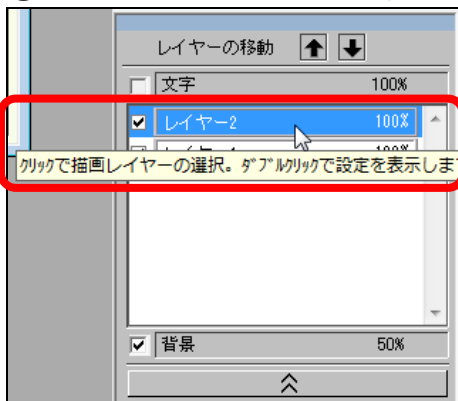 レイヤーの移動
文字 100%
レイヤー2 100%
クリックで描画レイヤーの選択。ダブルクリックで設定を表示しま
背景 50%